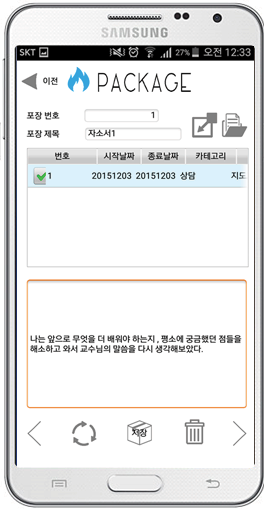 SAMSUNG
SKT 27% 오전 12:33
이전 PACKAGE
포장 번호 1
포장 제목 자소서1
번호 시작날짜 종료날짜 카테고리
1 20151203 20151203 상담 지도
나는 앞으로 무엇을 더 배워야 하는지 , 평소에 궁금했던 점들을
해소하고 와서 교수님의 말씀을 다시 생각해보았다.
저장